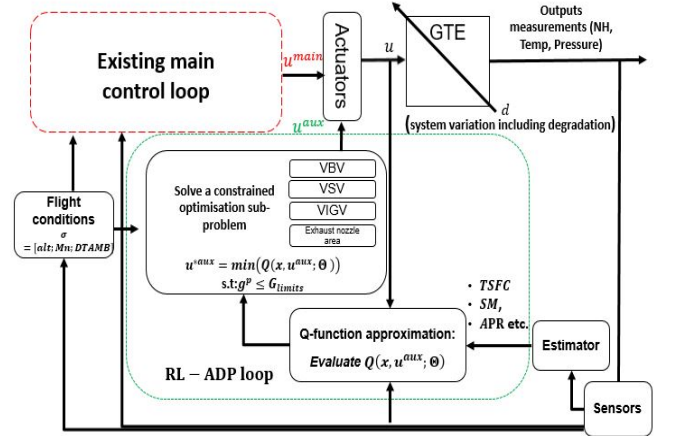 Existing main
control loop
u^main
Actuators
u
GTE
d
Outputs
measurements (NH,
Temp, Pressure)
(system variation including degradation)
u^aux
Flight
conditions
σ
= [alt; Mn; DTAMB]
Solve a constrained
optimisation sub-
problem
VBV
VSV
VIGV
Exhaust nozzle
area
u*aux = min(Q(x, u^aux; Θ))
s.t: g^p ≤ G_limits
Q-function approximation:
Evaluate Q(x, u^aux; Θ)
• TSFC
• SM,
• APR etc.
Estimator
RL – ADP loop
Sensors